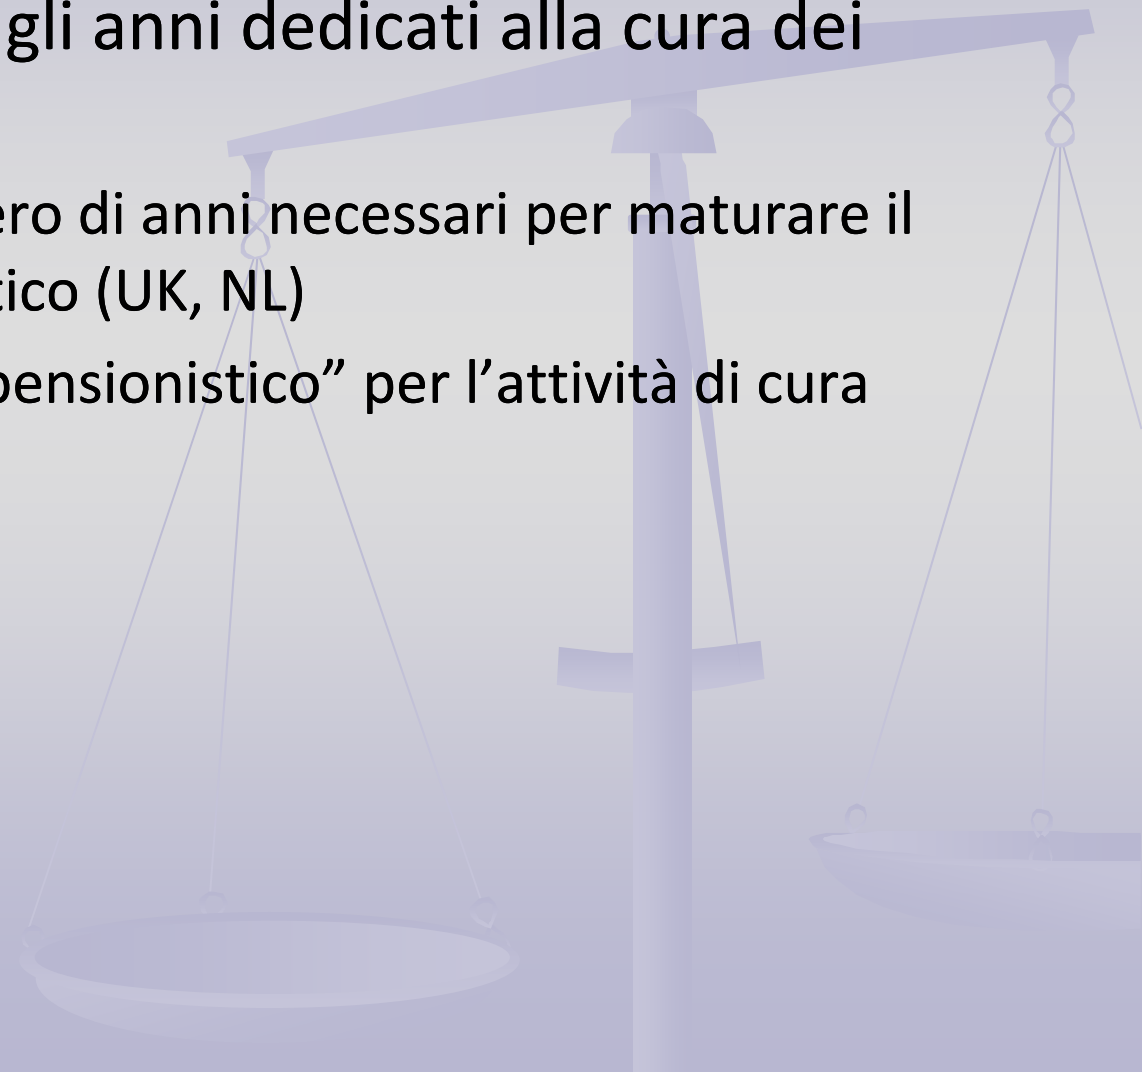 gli anni dedicati alla cura dei
ero di anni necessari per maturare il
tico (UK, NL)
pensionistico” per l’attività di cura